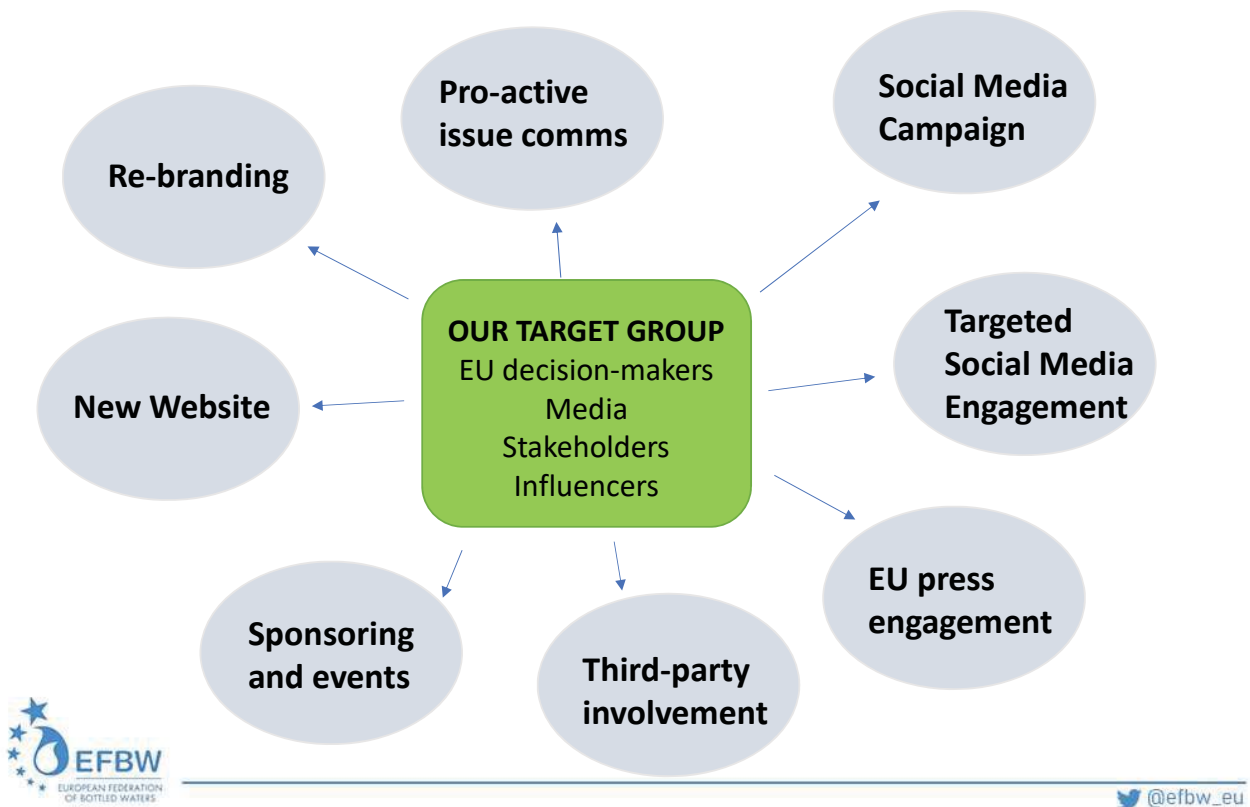 Pro-active
issue comms
Social Media
Campaign
Re-branding
OUR TARGET GROUP
EU decision-makers
Media
Stakeholders
Influencers
Targeted
Social Media
Engagement
New Website
EU press
engagement
Sponsoring
and events
Third-party
involvement
EFBW
EUROPEAN FEDERATION
OF BOTTLED WATERS
@efbw_eu